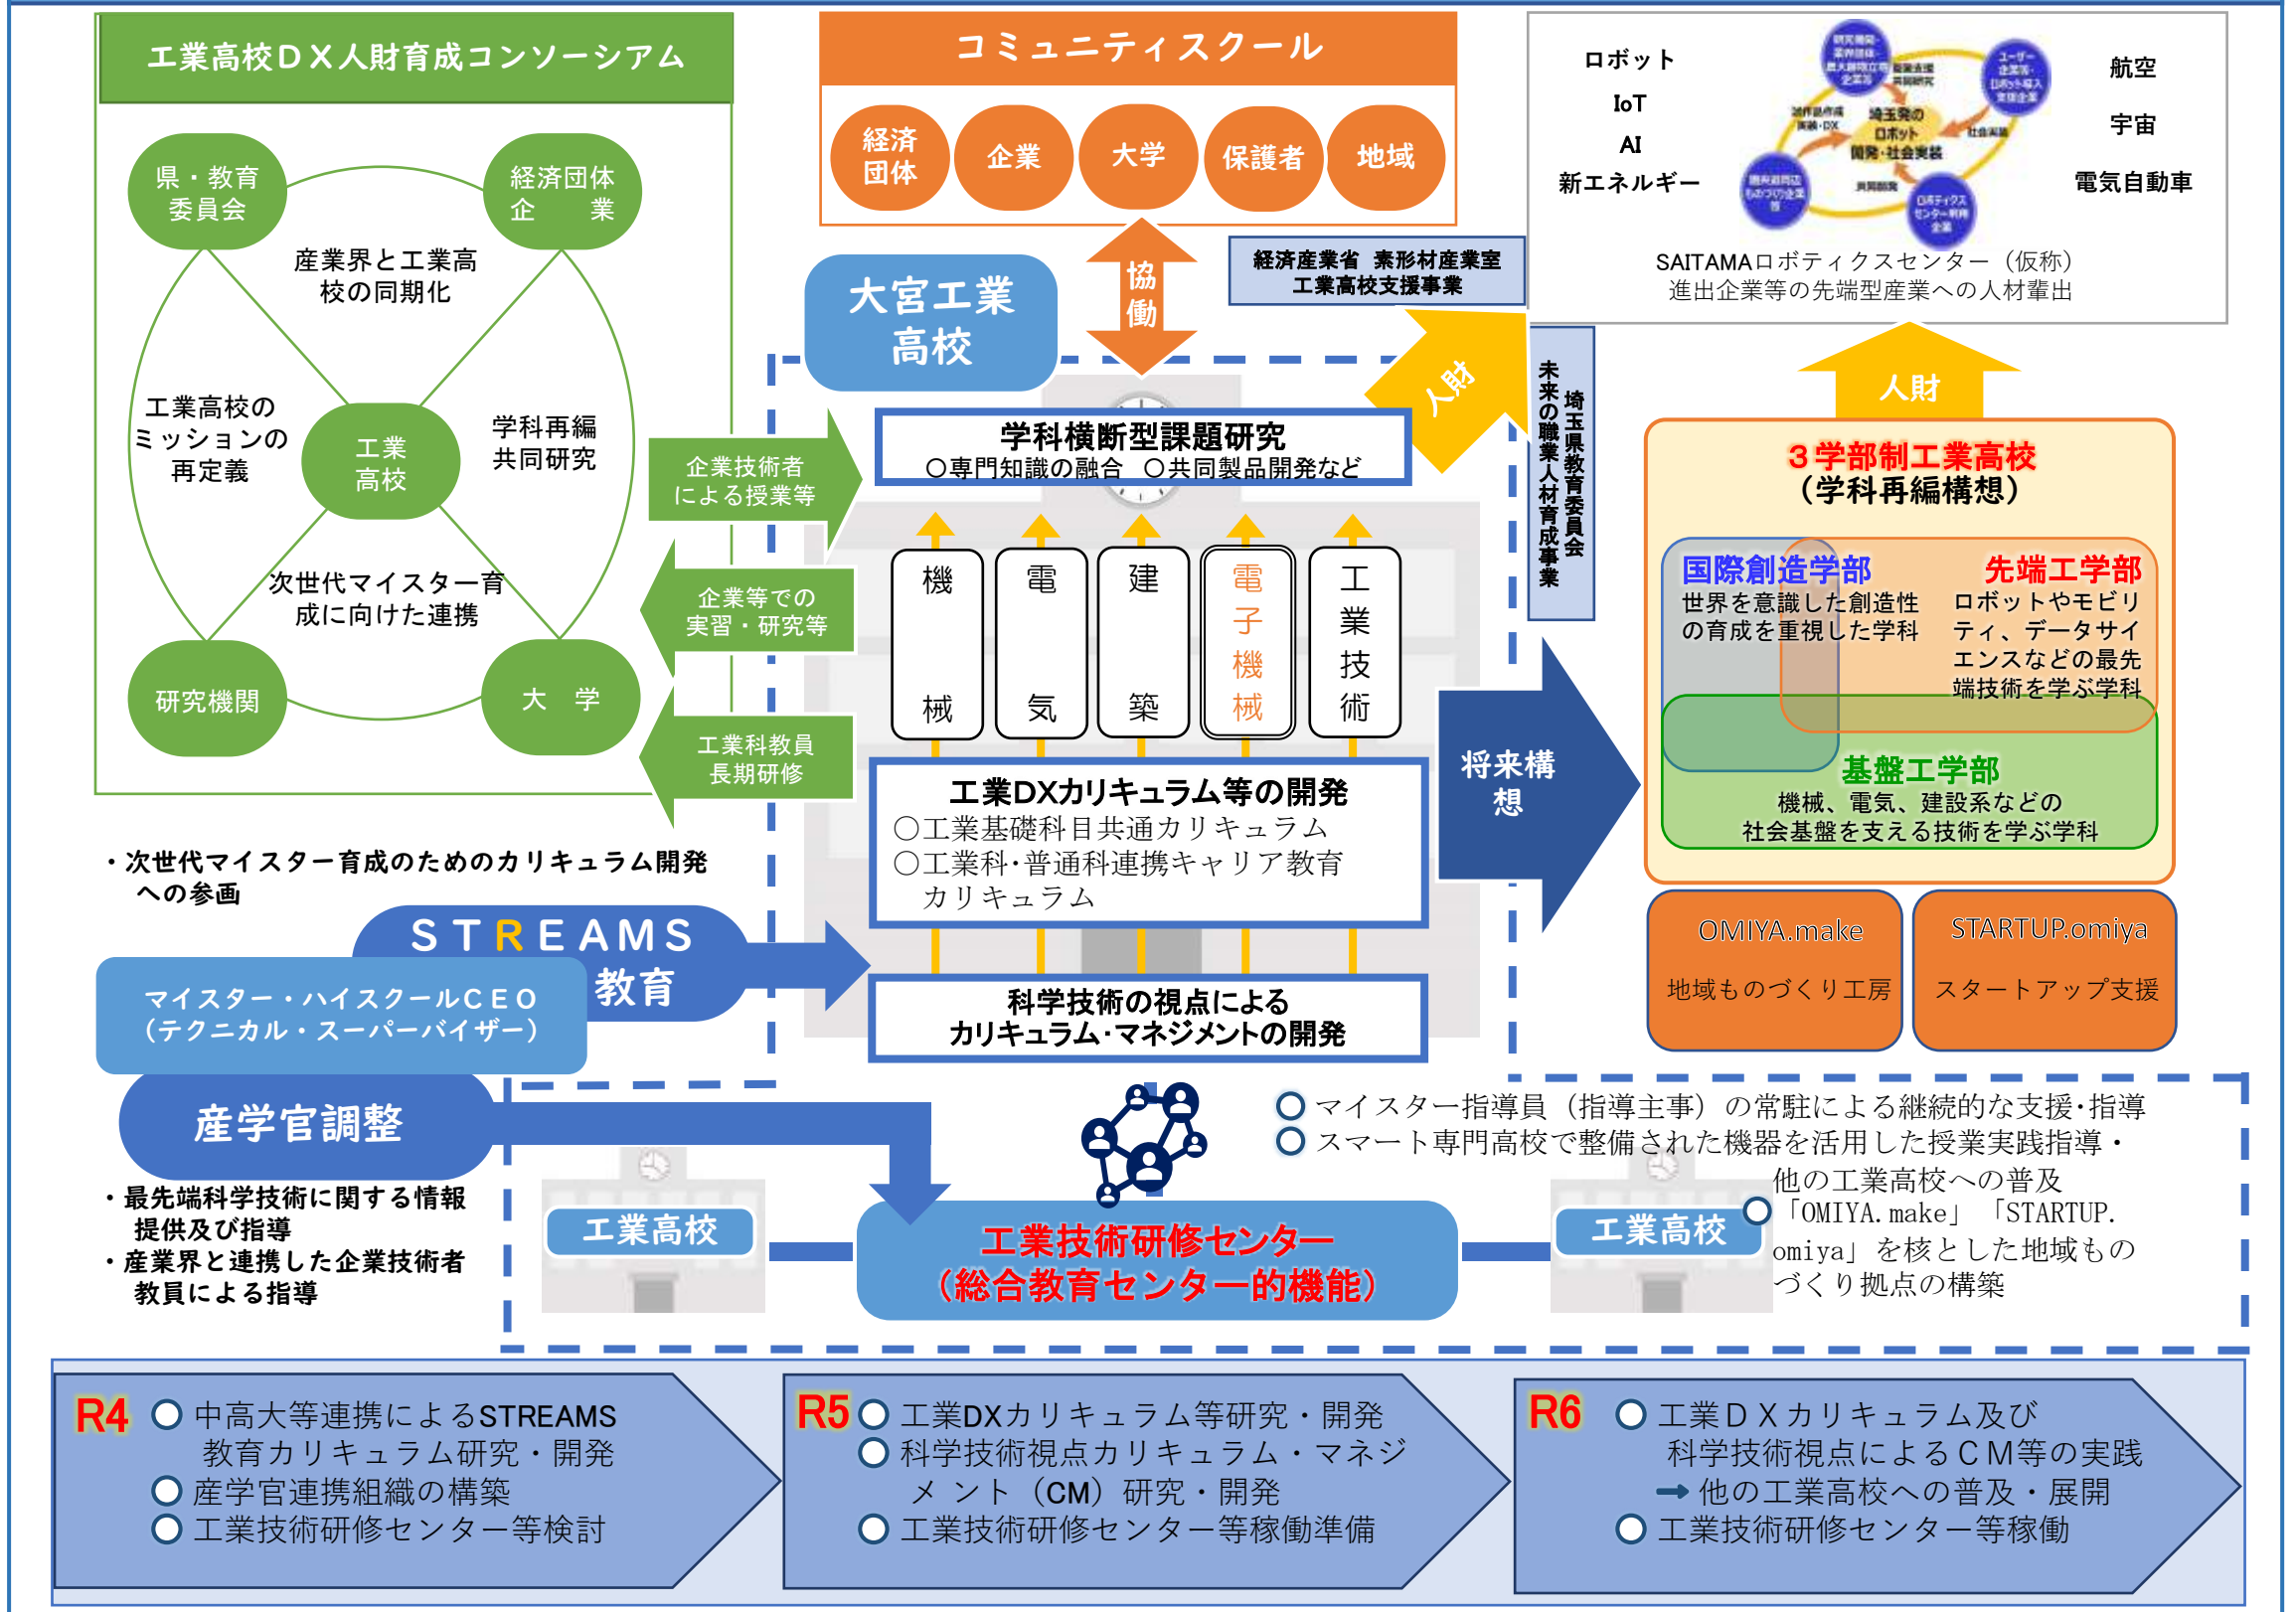 工業高校ＤＸ人財育成コンソーシアム
県・教育
委員会
経済団体
企　　業
産業界と工業高
校の同期化
工業高校の
ミッションの
再定義
工業
高校
学科再編
共同研究
次世代マイスター育
成に向けた連携
研究機関
大　学
コミュニティスクール
経済
団体
企業
大学
保護者
地域
協
働
大宮工業
高校
経済産業省 素形材産業室
工業高校支援事業
ロボット
IoT
AI
新エネルギー
航空
宇宙
電気自動車
埼玉発の
ロボット
開発・社会実装
社会実装
共同開発
ロボティクス
センター利用
企業
SAITAMAロボティクスセンター（仮称）
進出企業等の先端型産業への人材輩出
人財
埼玉県教育委員会
未来の職業人材育成事業
人財
企業技術者
による授業等
企業等での
実習・研究等
工業科教員
長期研修
学科横断型課題研究
○専門知識の融合 ○共同製品開発など
機械
電気
建築
電子機械
工業技術
工業DXカリキュラム等の開発
○工業基礎科目共通カリキュラム
○工業科・普通科連携キャリア教育
カリキュラム
科学技術の視点による
カリキュラム・マネジメントの開発
将来構
想
３学部制工業高校
（学科再編構想）
国際創造学部
世界を意識した創造性
の育成を重視した学科
先端工学部
ロボットやモビリ
ティ、データサイ
エンスなどの最先
端技術を学ぶ学科
基盤工学部
機械、電気、建設系などの
社会基盤を支える技術を学ぶ学科
OMIYA.make
地域ものづくり工房
STARTUP.omiya
スタートアップ支援
・次世代マイスター育成のためのカリキュラム開発
への参画
STREAMS
教育
マイスター・ハイスクールＣＥＯ
（テクニカル・スーパーバイザー）
産学官調整
・最先端科学技術に関する情報
提供及び指導
・産業界と連携した企業技術者
教員による指導
工業高校
工業技術研修センター
（総合教育センター的機能）
工業高校
○マイスター指導員（指導主事）の常駐による継続的な支援・指導
○スマート専門高校で整備された機器を活用した授業実践指導・
他の工業高校への普及
○「OMIYA.make」「STARTUP.
omiya」を核とした地域もの
づくり拠点の構築
R4
○中高大等連携によるSTREAMS
教育カリキュラム研究・開発
○産学官連携組織の構築
○工業技術研修センター等検討
R5
○工業DXカリキュラム等研究・開発
○科学技術視点カリキュラム・マネジ
メント（CM）研究・開発
○工業技術研修センター等稼働準備
R6
○工業ＤＸカリキュラム及び
科学技術視点によるＣＭ等の実践
➞他の工業高校への普及・展開
○工業技術研修センター等稼働